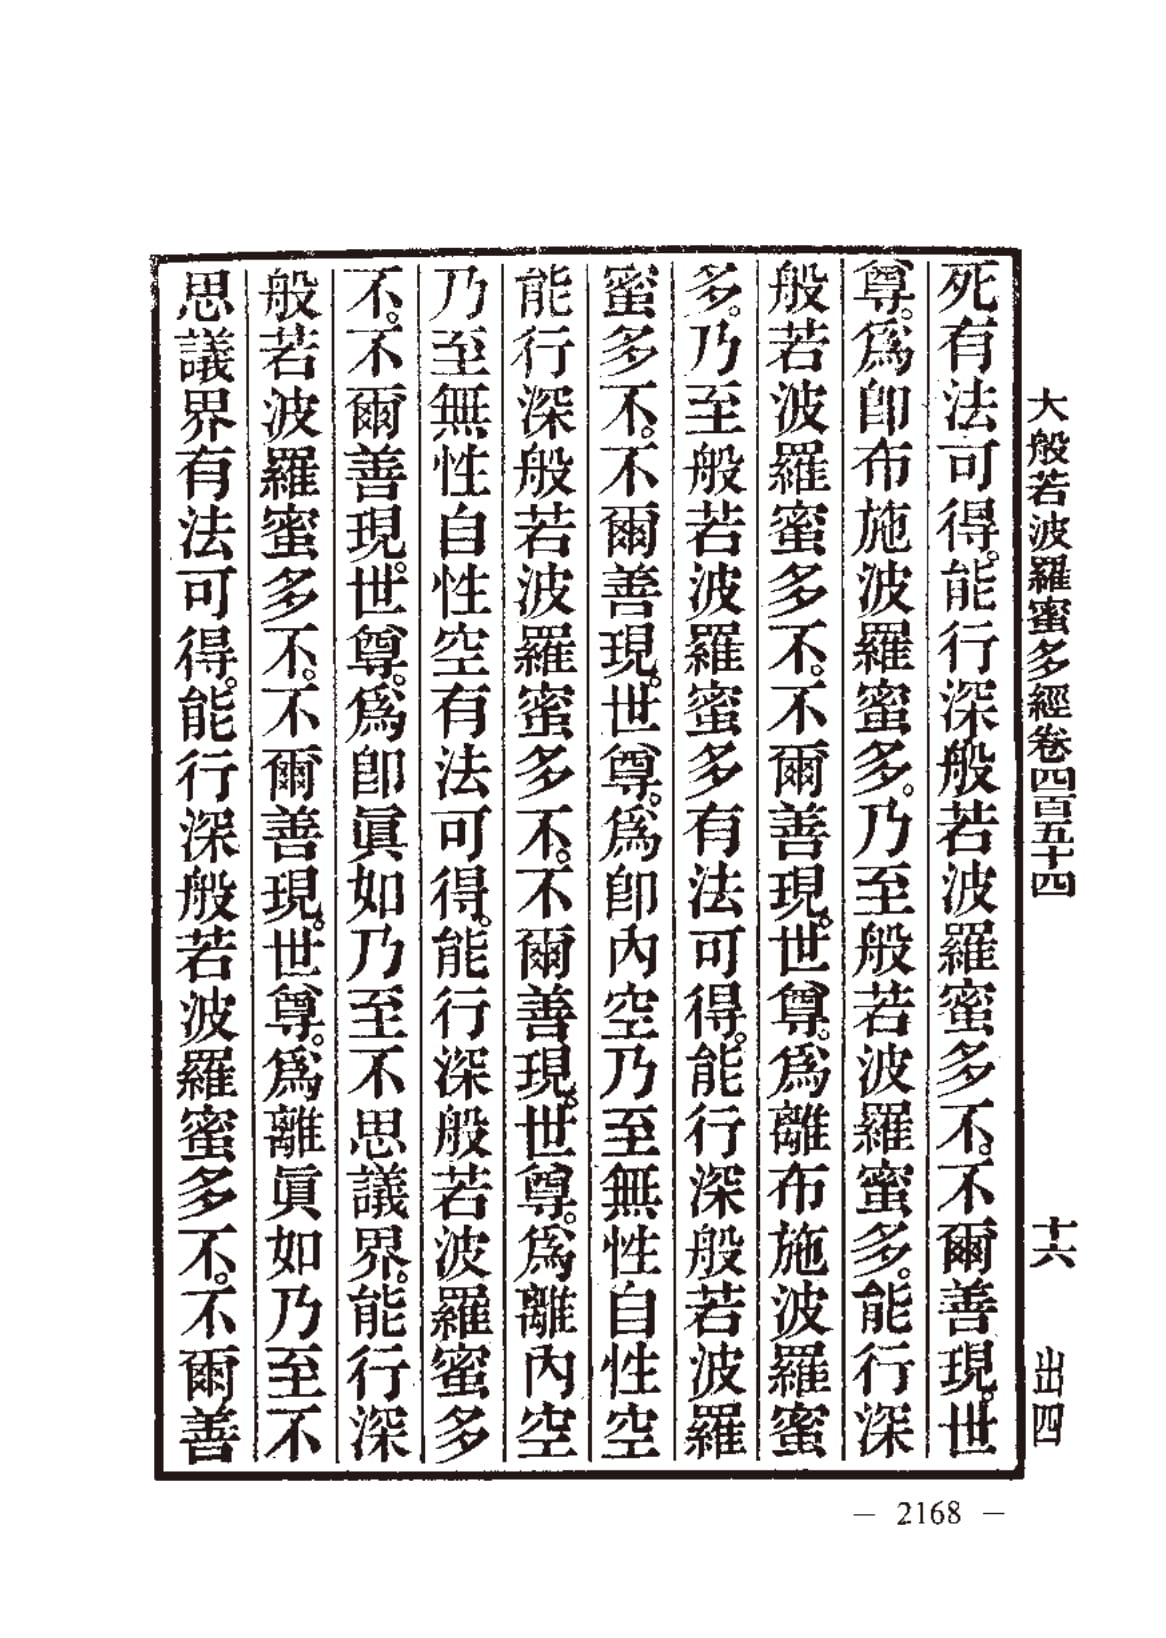 大般若波羅蜜多經卷四百五十四　十六　出四
死有法可得。能行深般若波羅蜜多不。不爾善現。世
尊。爲卽布施波羅蜜多。乃至般若波羅蜜多。能行深
般若波羅蜜多不。不爾善現。世尊。爲離布施波羅蜜
多。乃至般若波羅蜜多有法可得。能行深般若波羅
蜜多不。不爾善現。世尊。爲卽內空乃至無性自性空
能行深般若波羅蜜多不。不爾善現。世尊。爲離內空
乃至無性自性空有法可得。能行深般若波羅蜜多
不。不爾善現。世尊。爲卽眞如乃至不思議界。能行深
般若波羅蜜多不。不爾善現。世尊。爲離眞如乃至不
思議界有法可得。能行深般若波羅蜜多不。不爾善
— 2168 —